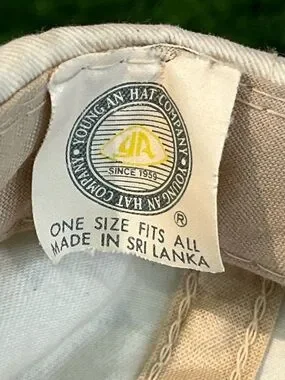 • YOUNG AN HAT COMPANY • YOUNG AN HAT COMPANY
YA
SINCE 1959
®
ONE SIZE FITS ALL
MADE IN SRI LANKA